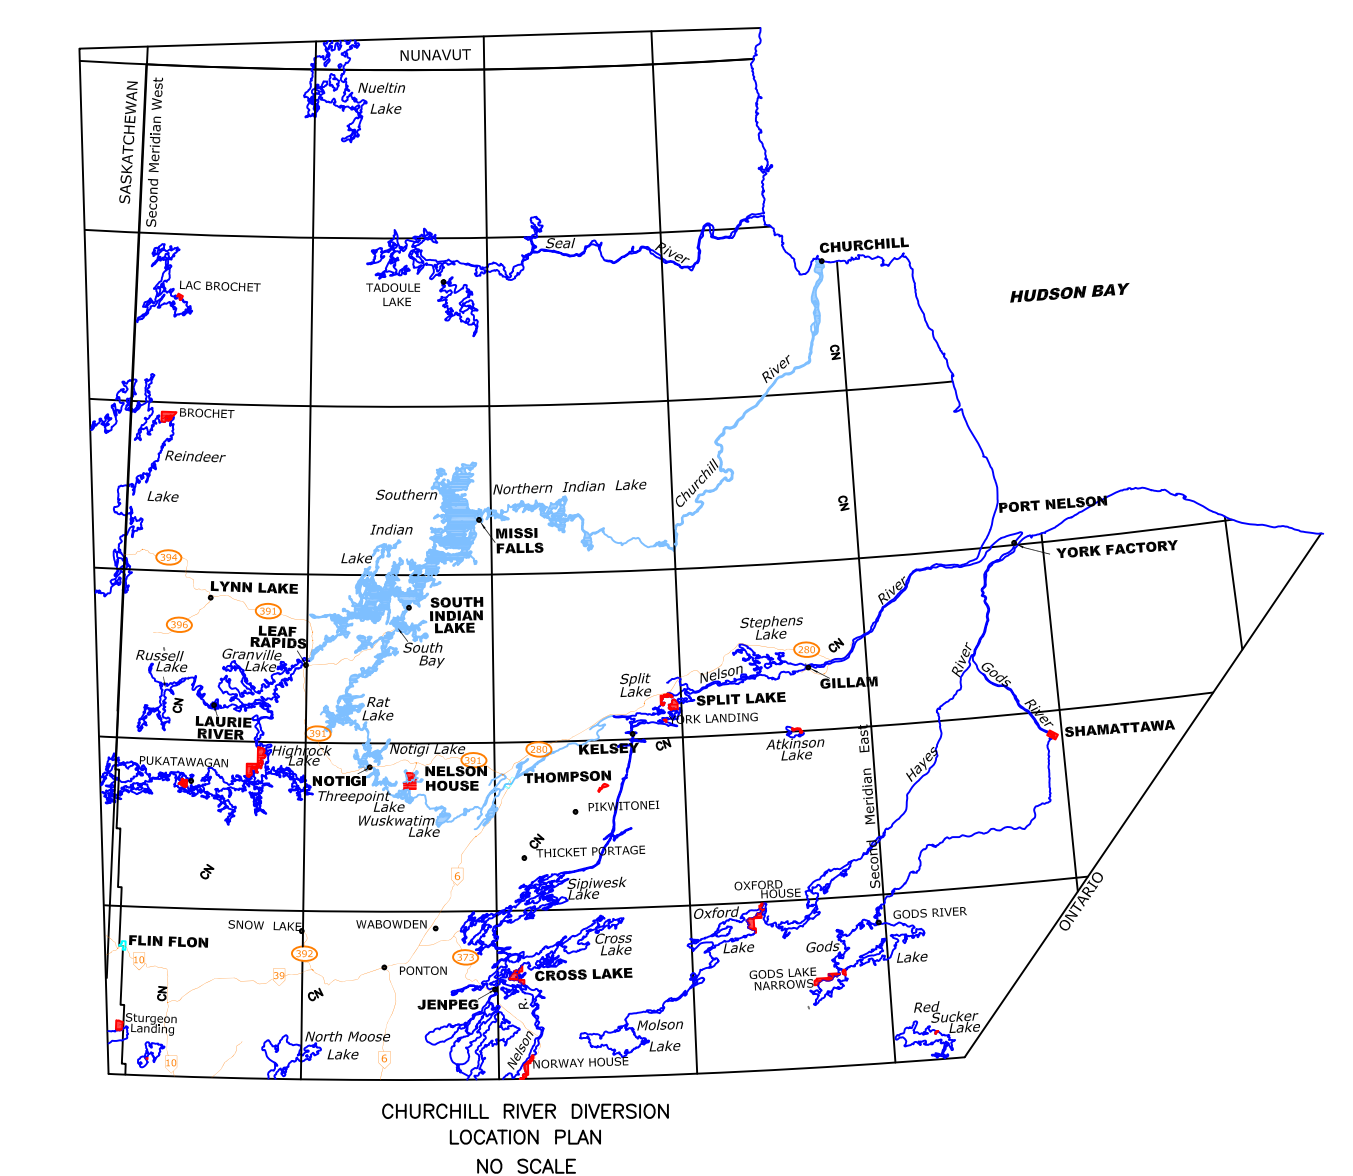 NUNAVUT
SASKATCHEWAN
Second Meridian West
Nueltin
Lake
Seal
River
CHURCHILL
HUDSON BAY
LAC BROCHET
TADOULE
LAKE
CN
River
BROCHET
Reindeer
Lake
Southern
Indian
Lake
Northern Indian Lake
Churchill
CN
MISSI
FALLS
PORT NELSON
YORK FACTORY
394
LYNN LAKE
391
396
LEAF
RAPIDS
SOUTH
INDIAN
LAKE
South
Bay
River
Stephens
Lake
280
CN
Russell
Lake
Granville
Lake
CN
LAURIE
RIVER
Rat
Lake
Split
Lake
Nelson
GILLAM
SPLIT LAKE
YORK LANDING
River
Gods
River
SHAMATTAWA
391
PUKATAWAGAN
Highrock
Lake
Notigi Lake
391
280
KELSEY
CN
Atkinson
Lake
Second Meridian East
Hayes
NOTIGI
NELSON
HOUSE
THOMPSON
Threepoint
Lake
Wuskwatim
Lake
PIKWITONEI
CN
THICKET PORTAGE
CN
6
Sipiwesk
Lake
OXFORD
HOUSE
ONTARIO
SNOW LAKE
WABOWDEN
Oxford
Lake
GODS RIVER
Gods
Lake
FLIN FLON
10
392
373
Cross
Lake
39
PONTON
CROSS LAKE
GODS LAKE
NARROWS
CN
CN
JENPEG
R.
Nelson
Sturgeon
Landing
North Moose
Lake
Molson
Lake
Red
Sucker
Lake
10
6
NORWAY HOUSE
CHURCHILL RIVER DIVERSION
LOCATION PLAN
NO SCALE